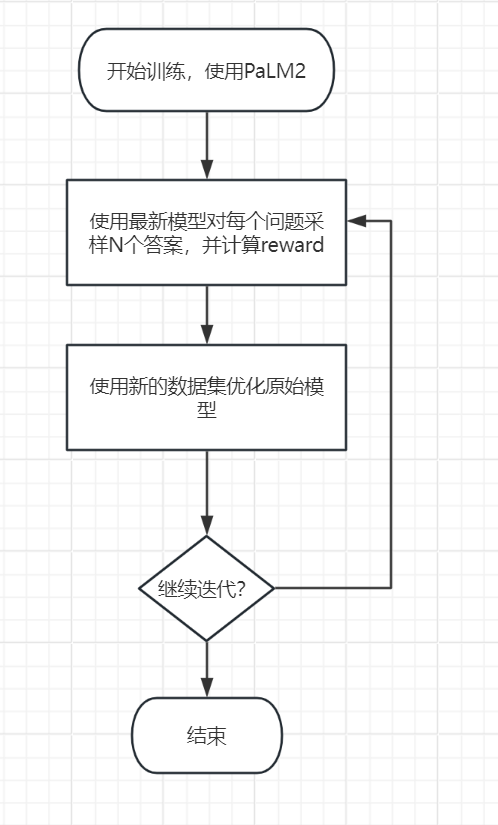 开始训练，使用PaLM2
使用最新模型对每个问题采
样N个答案，并计算reward
使用新的数据集优化原始模
型
继续迭代？
结束